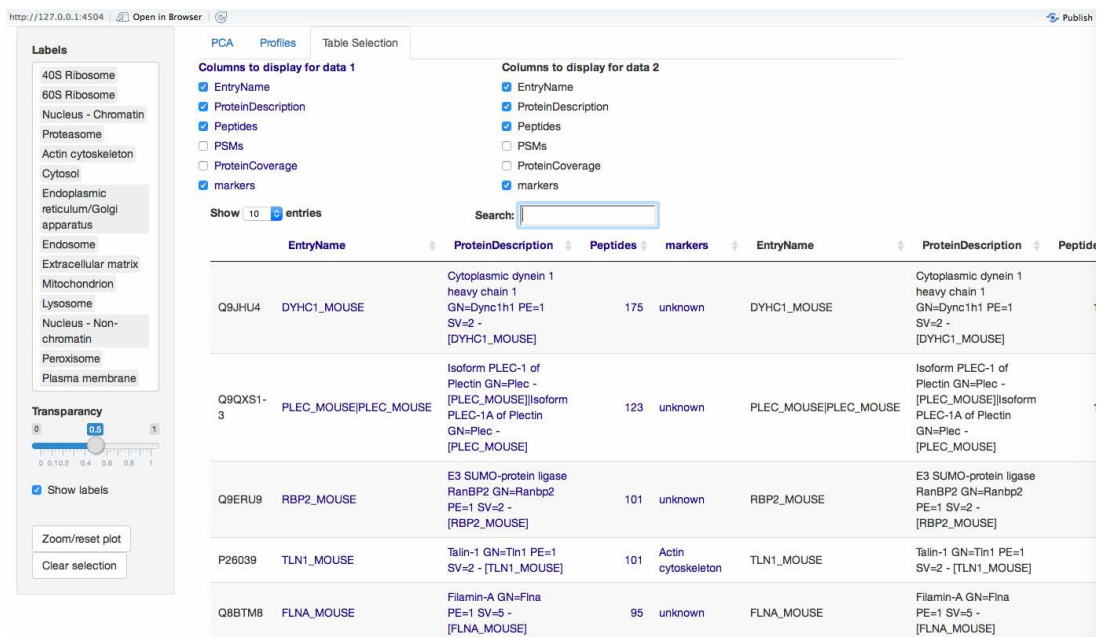 http://127.0.0.1:4504 Open in Browser Publish
Labels
40S Ribosome
60S Ribosome
Nucleus - Chromatin
Proteasome
Actin cytoskeleton
Cytosol
Endoplasmic
reticulum/Golgi
apparatus
Endosome
Extracellular matrix
Mitochondrion
Lysosome
Nucleus - Non-
chromatin
Peroxisome
Plasma membrane
Transparancy
0 0.5 1
0 0.10.2 0.4 0.6 0.8 1
Show labels
Zoom/reset plot
Clear selection
PCA Profiles Table Selection
Columns to display for data 1
EntryName
ProteinDescription
Peptides
PSMs
ProteinCoverage
markers
Columns to display for data 2
EntryName
ProteinDescription
Peptides
PSMs
ProteinCoverage
markers
Show 10 entries Search:
EntryName ProteinDescription Peptides markers EntryName ProteinDescription Peptide
Q9JHU4
DYHC1_MOUSE
Cytoplasmic dynein 1
heavy chain 1
GN=Dync1h1 PE=1
SV=2 -
[DYHC1_MOUSE]
175 unknown
DYHC1_MOUSE
Cytoplasmic dynein 1
heavy chain 1
GN=Dync1h1 PE=1
SV=2 -
[DYHC1_MOUSE]
Q9QXS1-
3
PLEC_MOUSE|PLEC_MOUSE
Isoform PLEC-1 of
Plectin GN=Plec -
[PLEC_MOUSE]|Isoform
PLEC-1A of Plectin
GN=Plec -
[PLEC_MOUSE]
123 unknown
PLEC_MOUSE|PLEC_MOUSE
Isoform PLEC-1 of
Plectin GN=Plec -
[PLEC_MOUSE]|Isoform
PLEC-1A of Plectin
GN=Plec -
[PLEC_MOUSE]
Q9ERU9
RBP2_MOUSE
E3 SUMO-protein ligase
RanBP2 GN=Ranbp2
PE=1 SV=2 -
[RBP2_MOUSE]
101 unknown
RBP2_MOUSE
E3 SUMO-protein ligase
RanBP2 GN=Ranbp2
PE=1 SV=2 -
[RBP2_MOUSE]
P26039
TLN1_MOUSE
Talin-1 GN=Tln1 PE=1
SV=2 - [TLN1_MOUSE]
101 Actin
cytoskeleton
TLN1_MOUSE
Talin-1 GN=Tln1 PE=1
SV=2 - [TLN1_MOUSE]
Q8BTM8
FLNA_MOUSE
Filamin-A GN=Flna
PE=1 SV=5 -
[FLNA_MOUSE]
95 unknown
FLNA_MOUSE
Filamin-A GN=Flna
PE=1 SV=5 -
[FLNA_MOUSE]